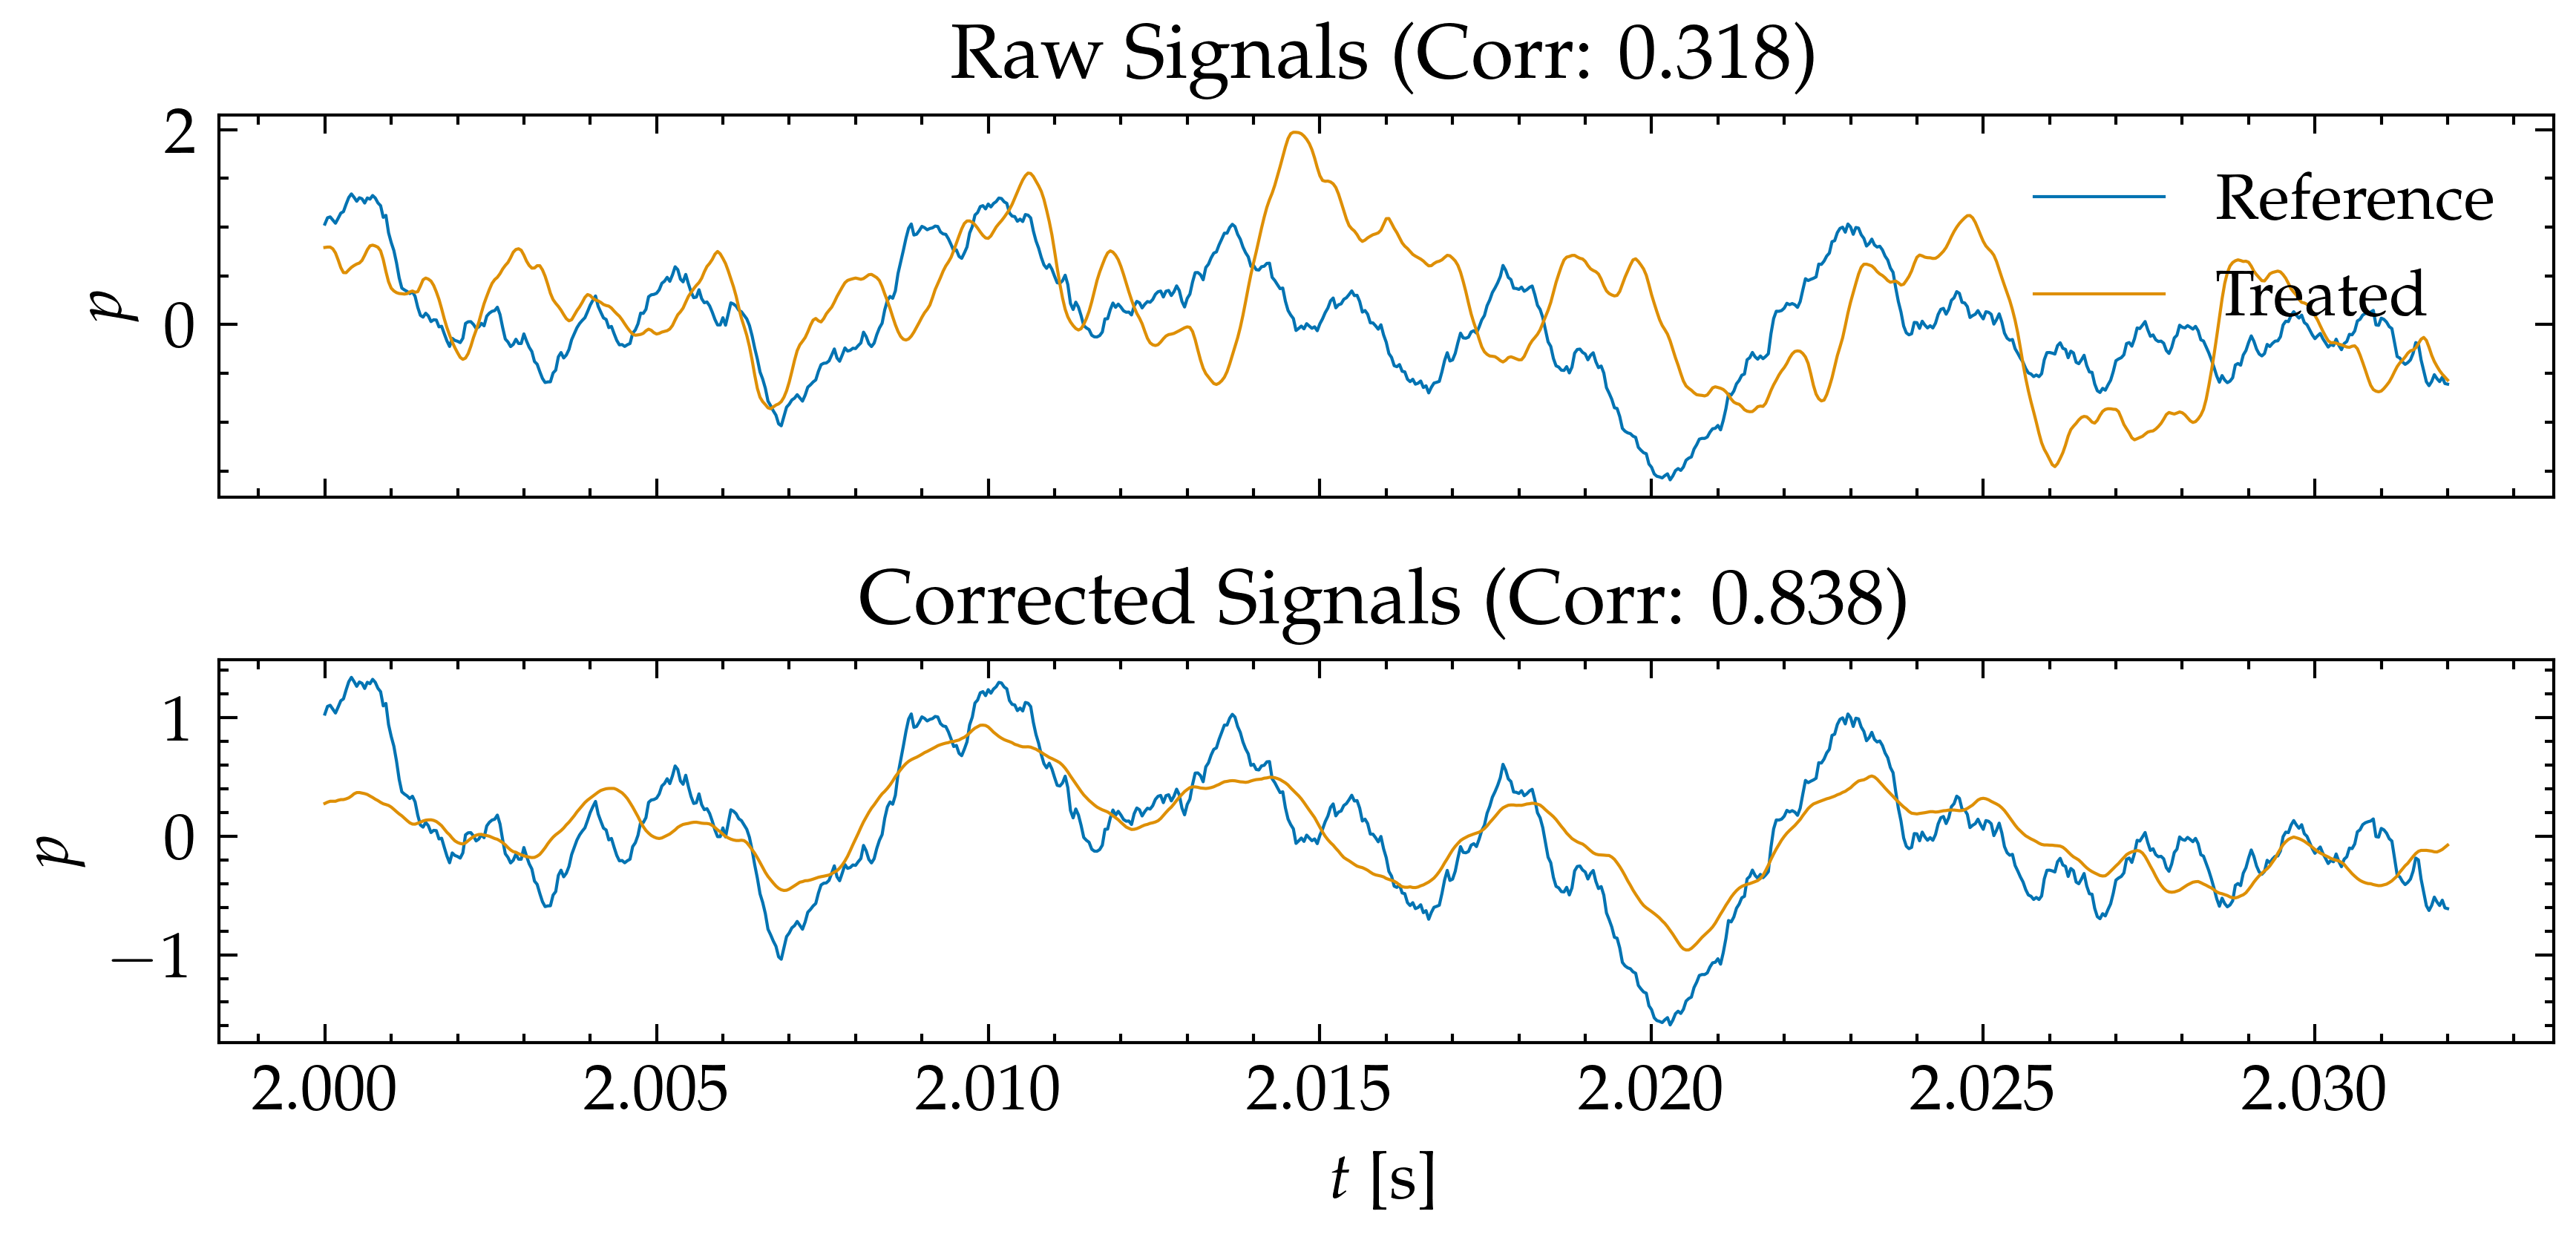 Raw Signals (Corr: 0.318)
2
0
p
Reference
Treated
Corrected Signals (Corr: 0.838)
1
0
−1
p
2.000 2.005 2.010 2.015 2.020 2.025 2.030
t [s]